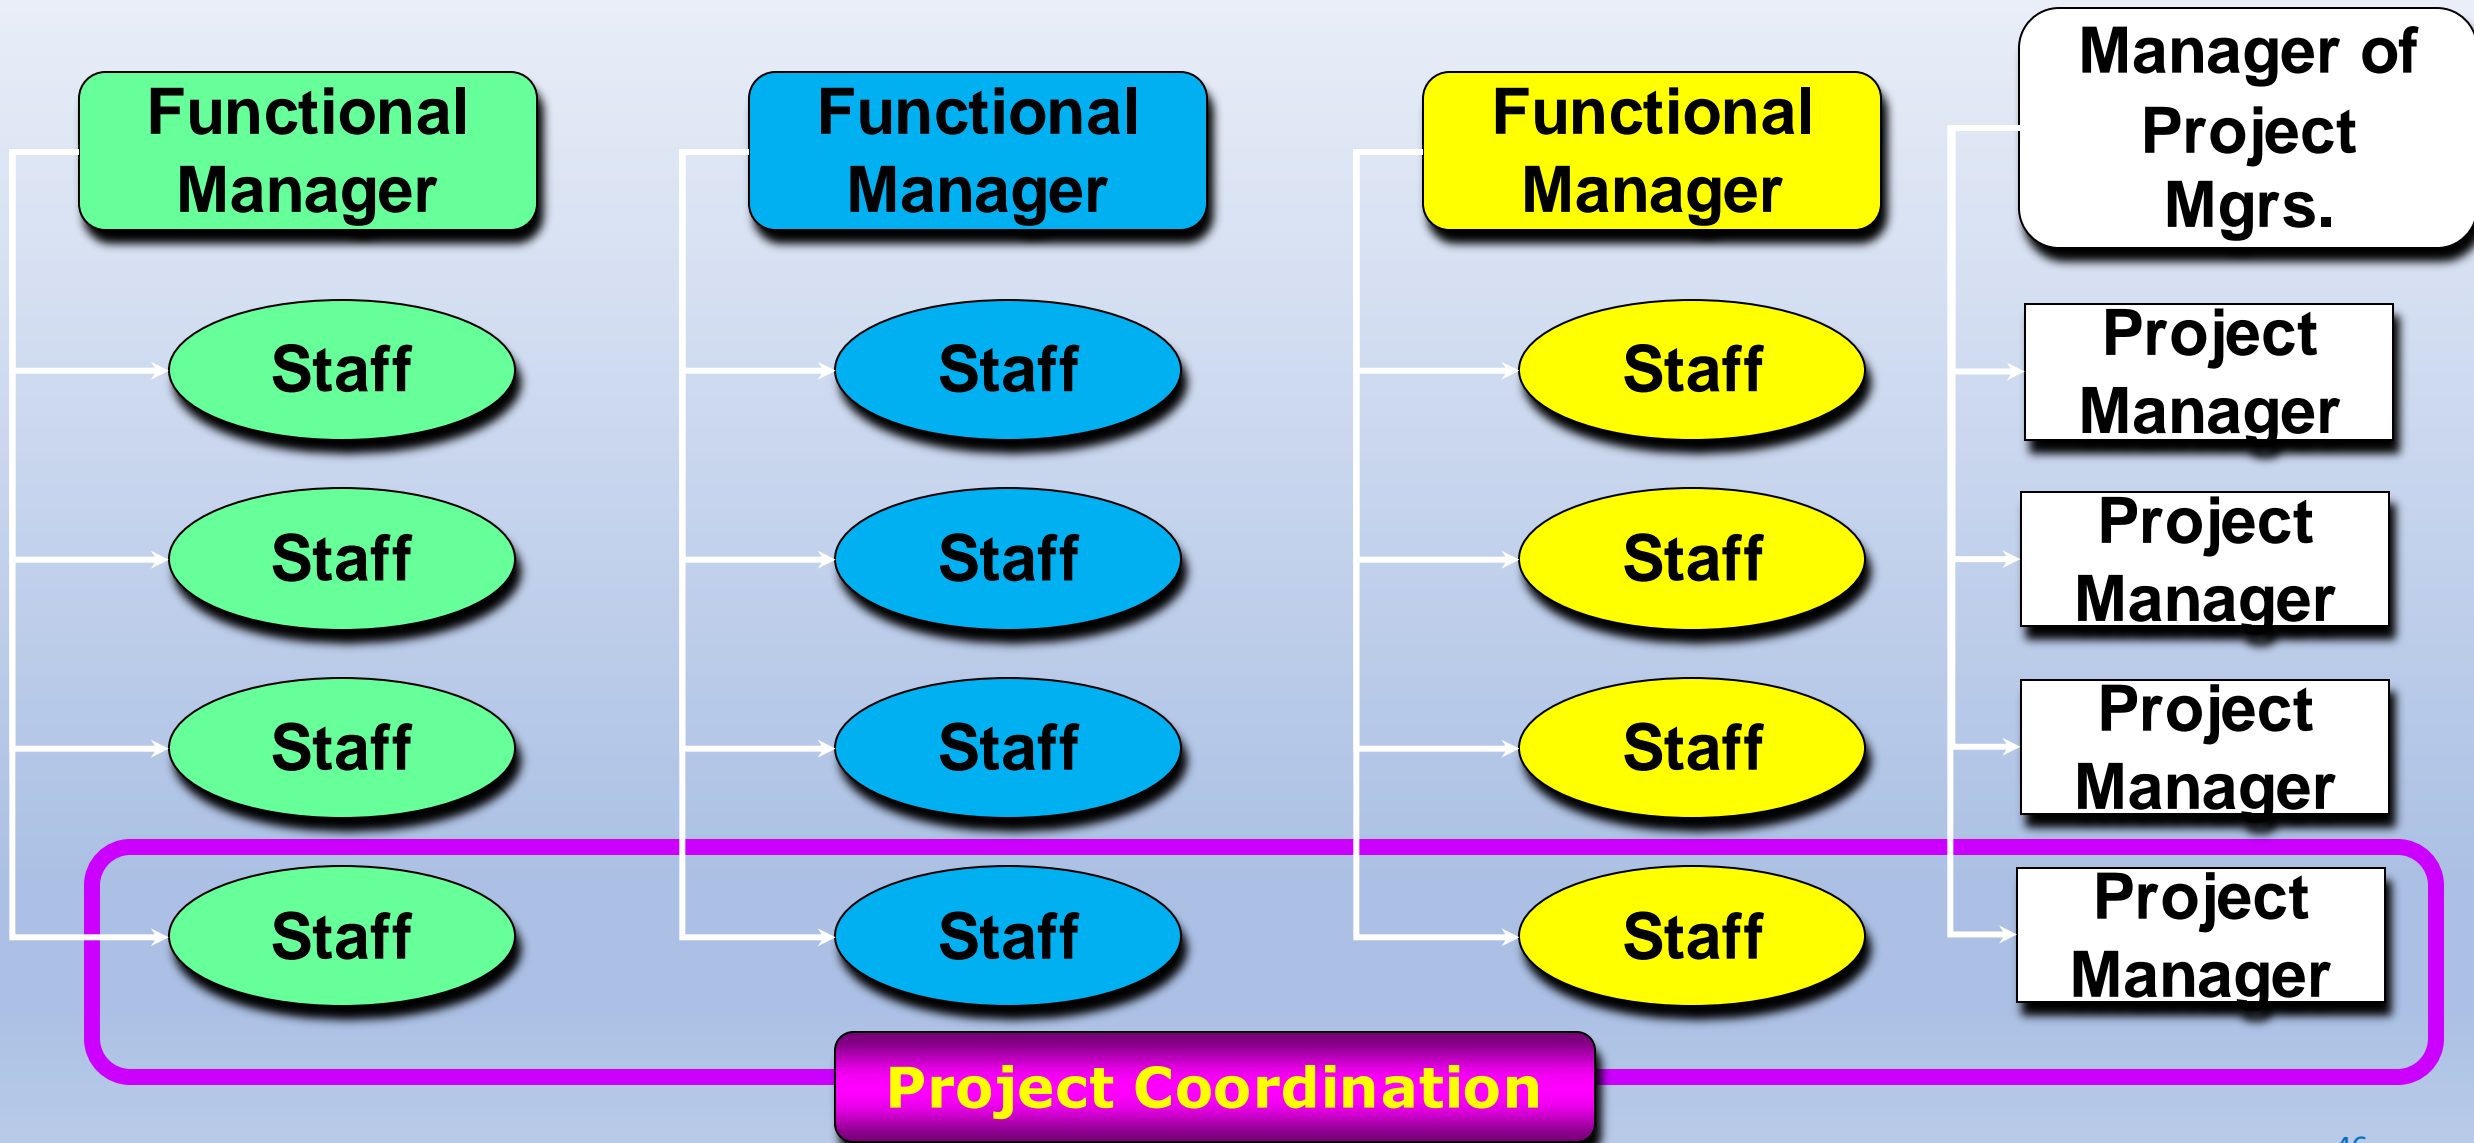 Functional
Manager
Functional
Manager
Functional
Manager
Manager of
Project
Mgrs.
Staff
Staff
Staff
Project
Manager
Staff
Staff
Staff
Project
Manager
Staff
Staff
Staff
Project
Manager
Staff
Staff
Staff
Project
Manager
Project Coordination